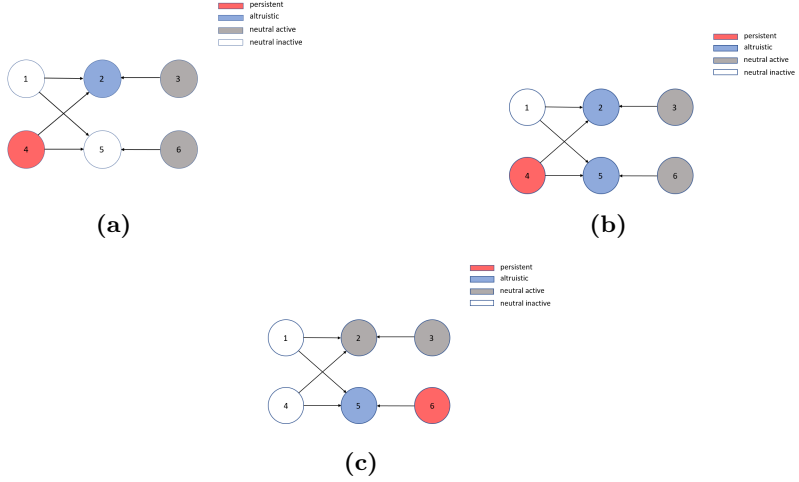 persistent
altruistic
neutral active
neutral inactive
1
2
3
4
5
6
(a)
persistent
altruistic
neutral active
neutral inactive
1
2
3
4
5
6
(b)
persistent
altruistic
neutral active
neutral inactive
1
2
3
4
5
6
(c)